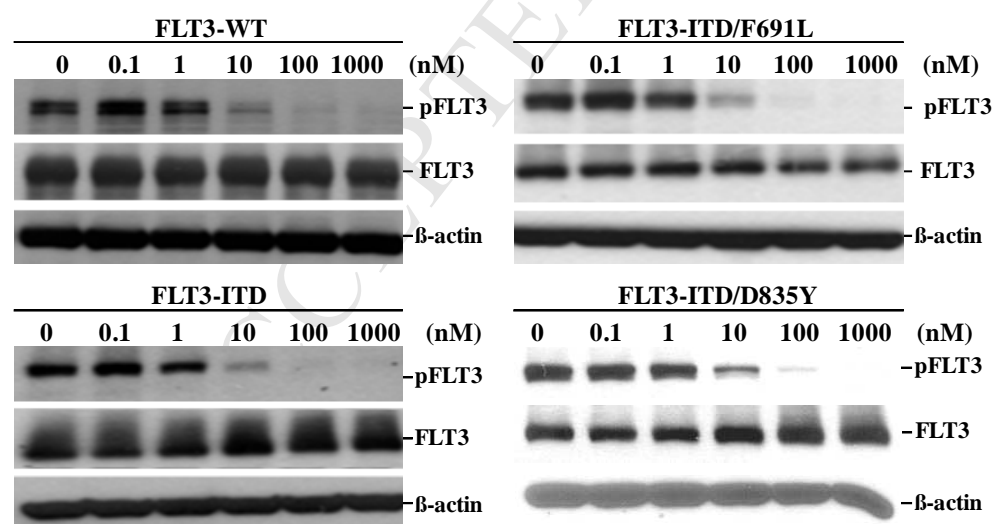 FLT3-WT
0 0.1 1 10 100 1000 (nM)
pFLT3
FLT3
ß-actin
FLT3-ITD/F691L
0 0.1 1 10 100 1000 (nM)
pFLT3
FLT3
ß-actin
FLT3-ITD
0 0.1 1 10 100 1000 (nM)
pFLT3
FLT3
ß-actin
FLT3-ITD/D835Y
0 0.1 1 10 100 1000 (nM)
pFLT3
FLT3
ß-actin